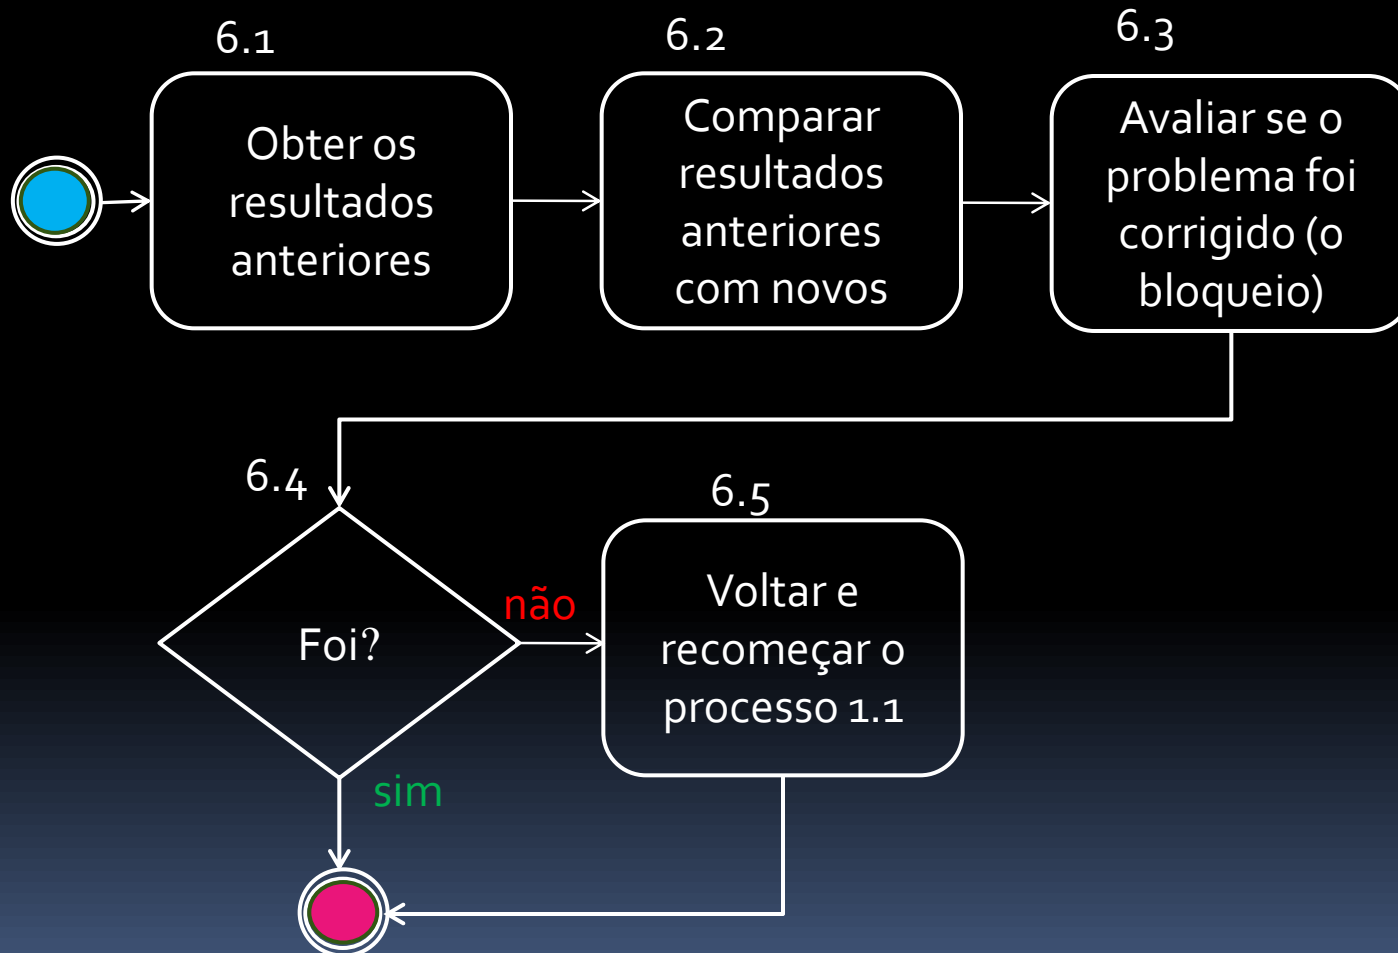 6.1
Obter os
resultados
anteriores
6.2
Comparar
resultados
anteriores
com novos
6.3
Avaliar se o
problema foi
corrigido (o
bloqueio)
6.4
Foi?
não
sim
6.5
Voltar e
recomeçar o
processo 1.1